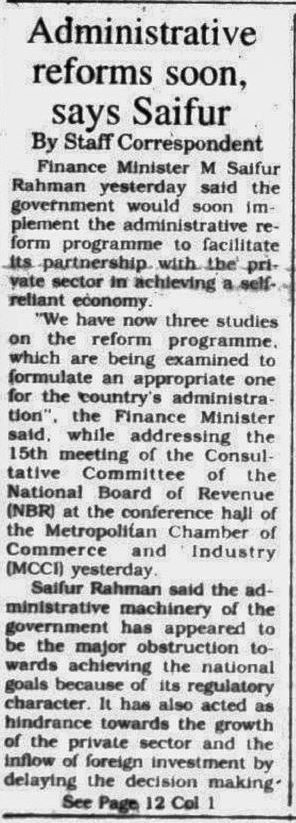 Administrative
reforms soon,
says Saifur
By Staff Correspondent
Finance Minister M Saifur
Rahman yesterday said the
government would soon im-
plement the administrative re-
form programme to facilitate
its partnership with the pri-
vate sector in achieving a self-
reliant economy.
"We have now three studies
on the reform programme,
which are being examined to
formulate an appropriate one
for the country's administra-
tion", the Finance Minister
said, while addressing the
15th meeting of the Consul-
tative Committee of the
National Board of Revenue
(NBR) at the conference hall of
the Metropolitan Chamber of
Commerce and Industry
(MCCI) yesterday.
Saifur Rahman said the ad-
ministrative machinery of the
government has appeared to
be the major obstruction to-
wards achieving the national
goals because of its regulatory
character. It has also acted as
hindrance towards the growth
of the private sector and the
inflow of foreign investment by
delaying the decision making-
See Page 12 Col 1